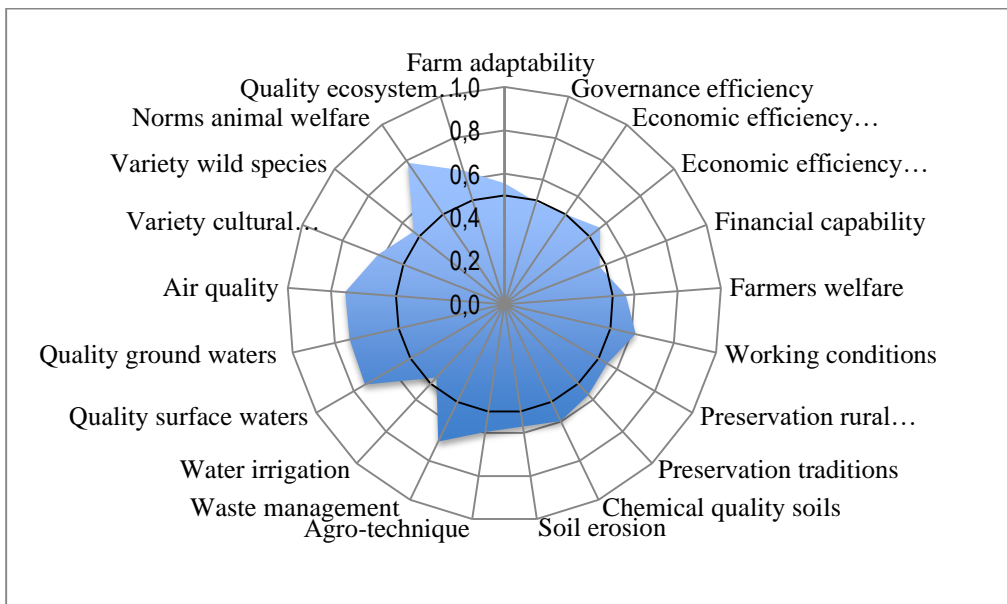 Farm adaptability
Governance efficiency
Economic efficiency…
Economic efficiency…
Financial capability
Farmers welfare
Working conditions
Preservation rural…
Preservation traditions
Chemical quality soils
Soil erosion
Agro-technique
Waste management
Water irrigation
Quality surface waters
Quality ground waters
Air quality
Variety cultural…
Variety wild species
Norms animal welfare
Quality ecosystem…
1,0
0,8
0,6
0,4
0,2
0,0